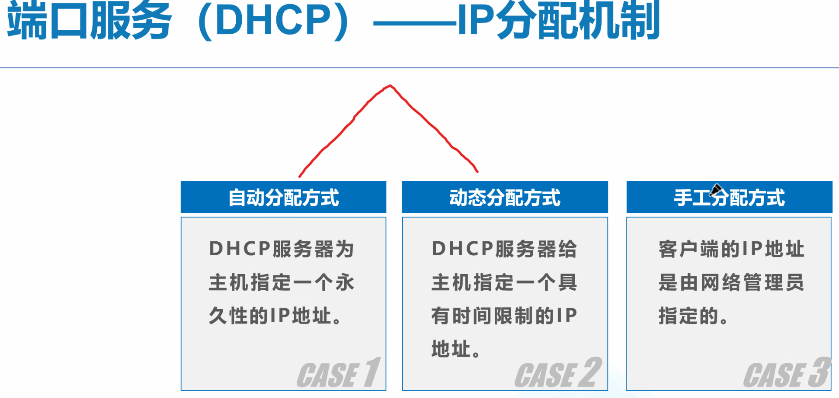 端口服务（DHCP）——IP分配机制
自动分配方式
DHCP服务器为
主机指定一个永
久性的IP地址。
CASE 1
动态分配方式
DHCP服务器给
主机指定一个具
有时间限制的IP
地址。
CASE 2
手工分配方式
客户端的IP地址
是由网络管理员
指定的。
CASE 3